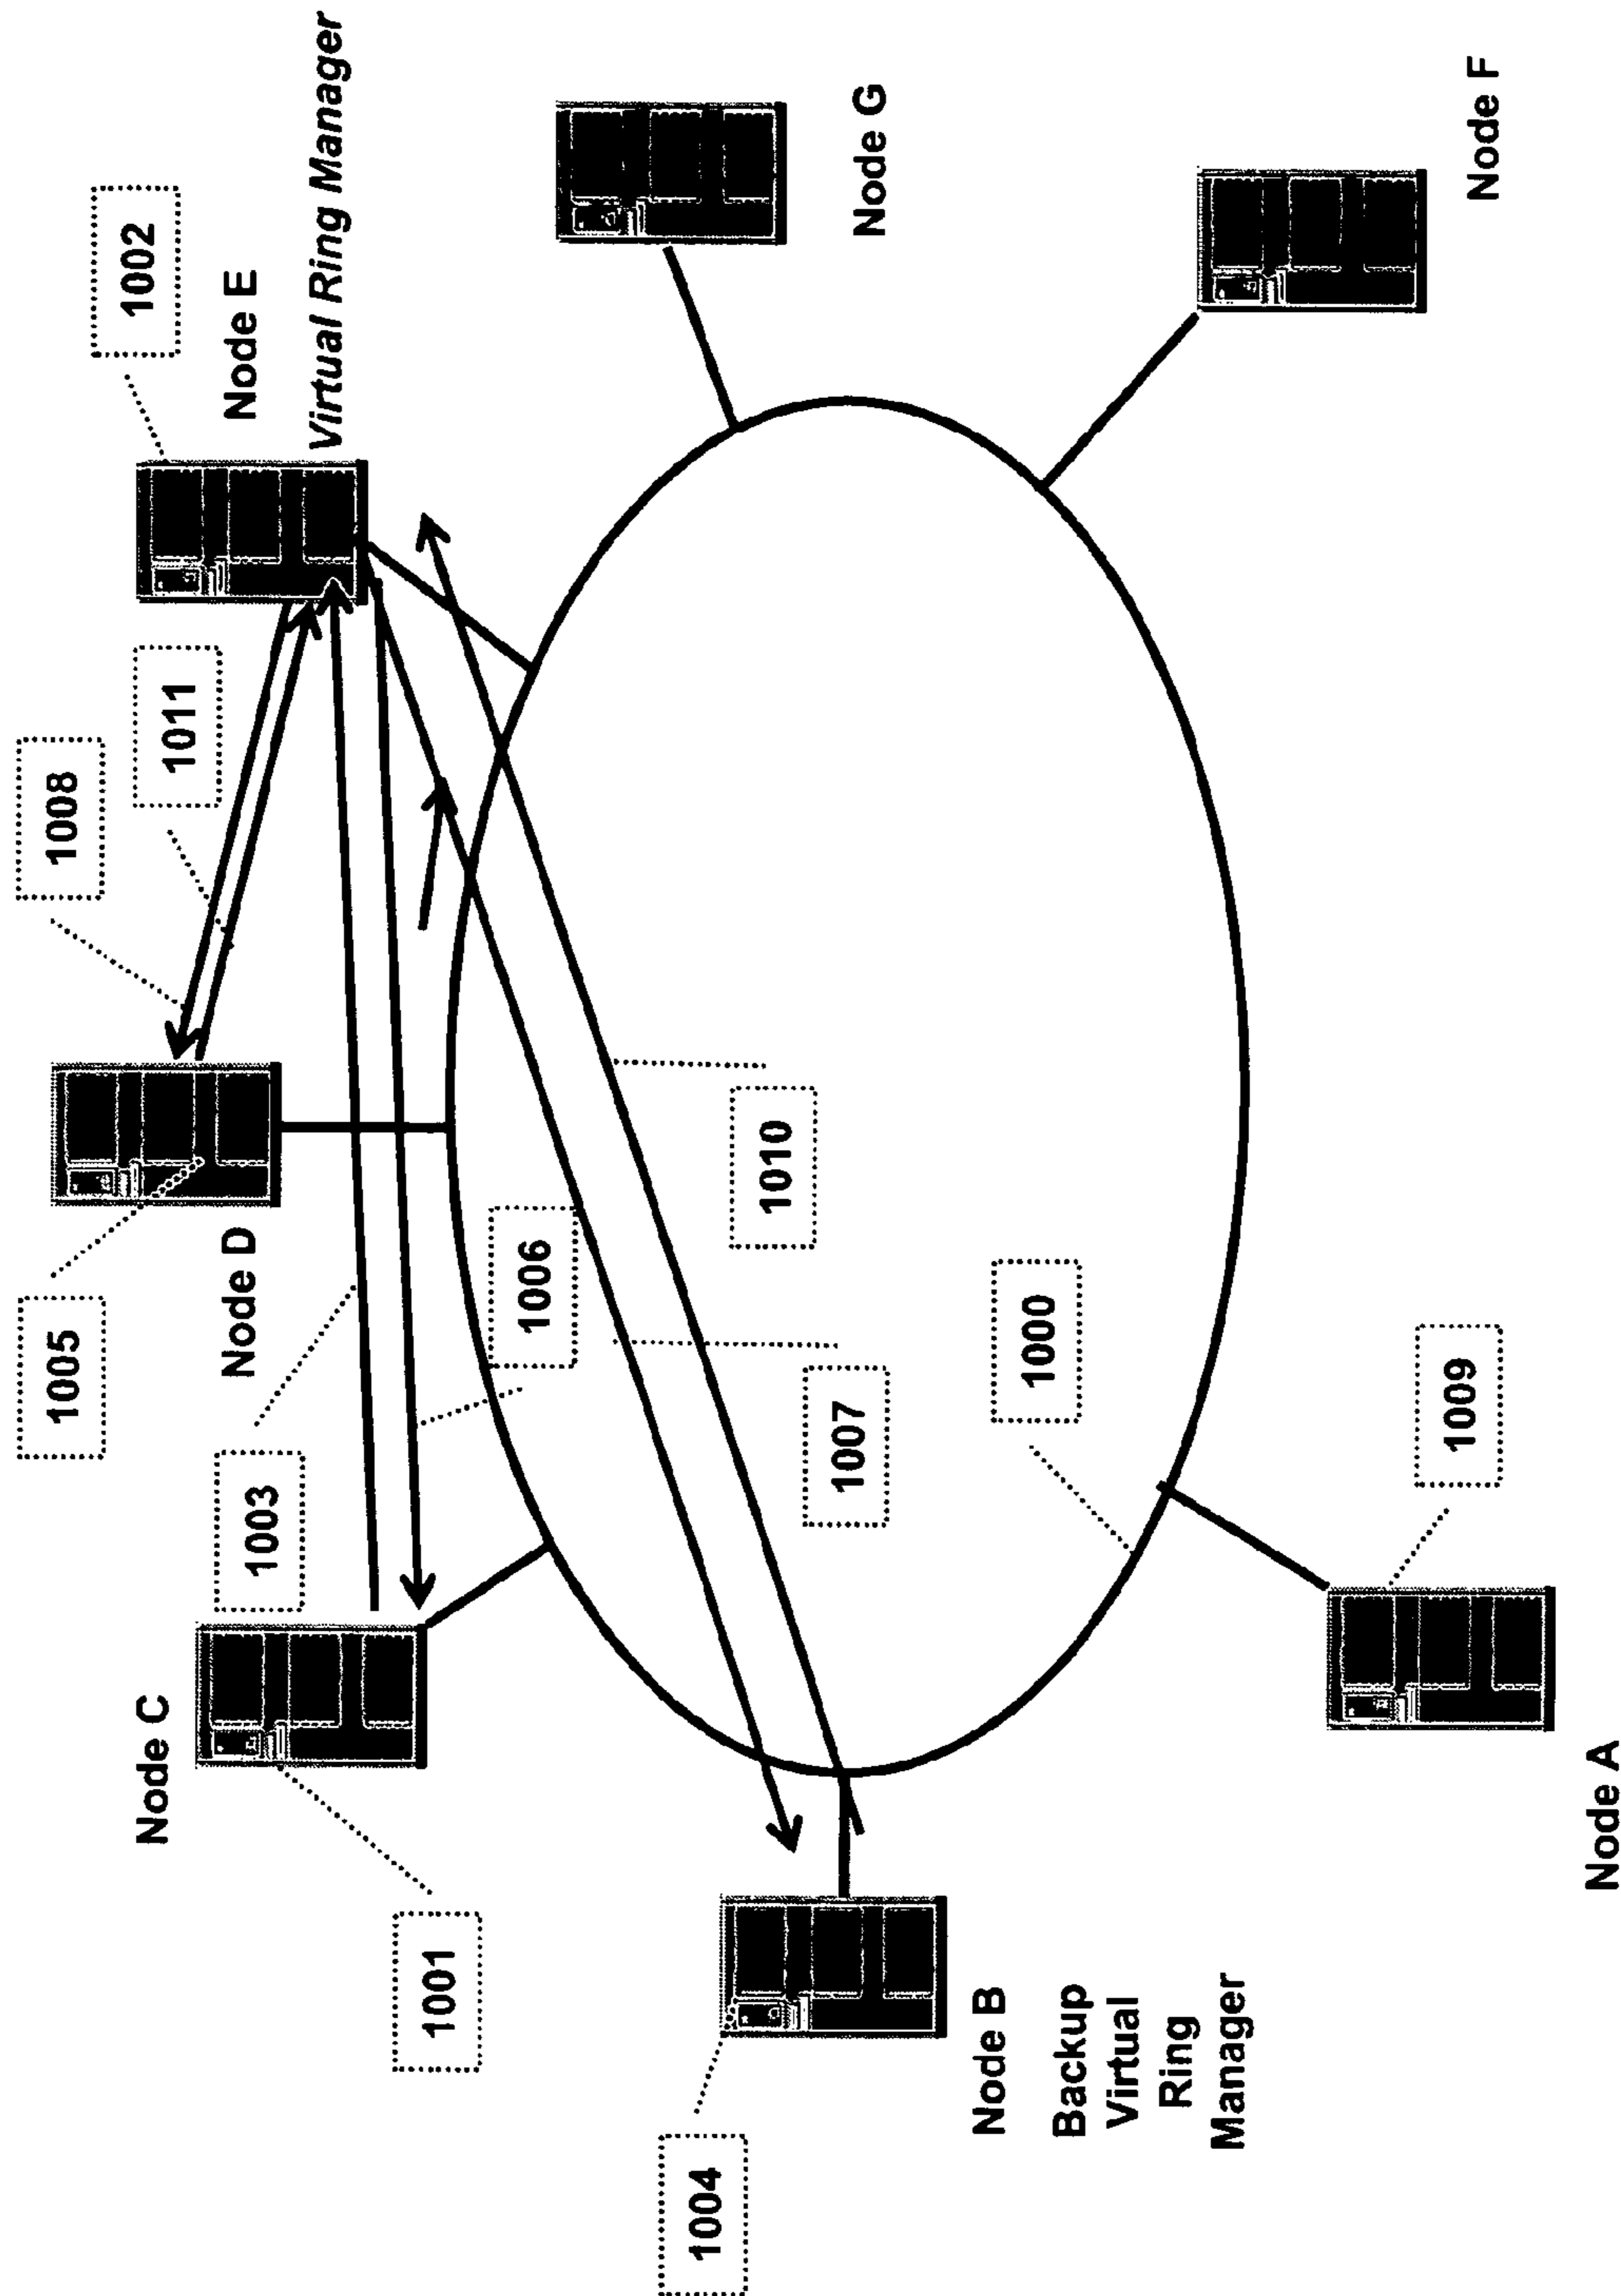 1005
1008
1002
Node C
1011
Node D
Node E
1003
Virtual Ring Manager
1001
1006
1004
1010
1007
Node G
Node B
1000
Backup
Virtual
Ring
Manager
1009
Node F
Node A